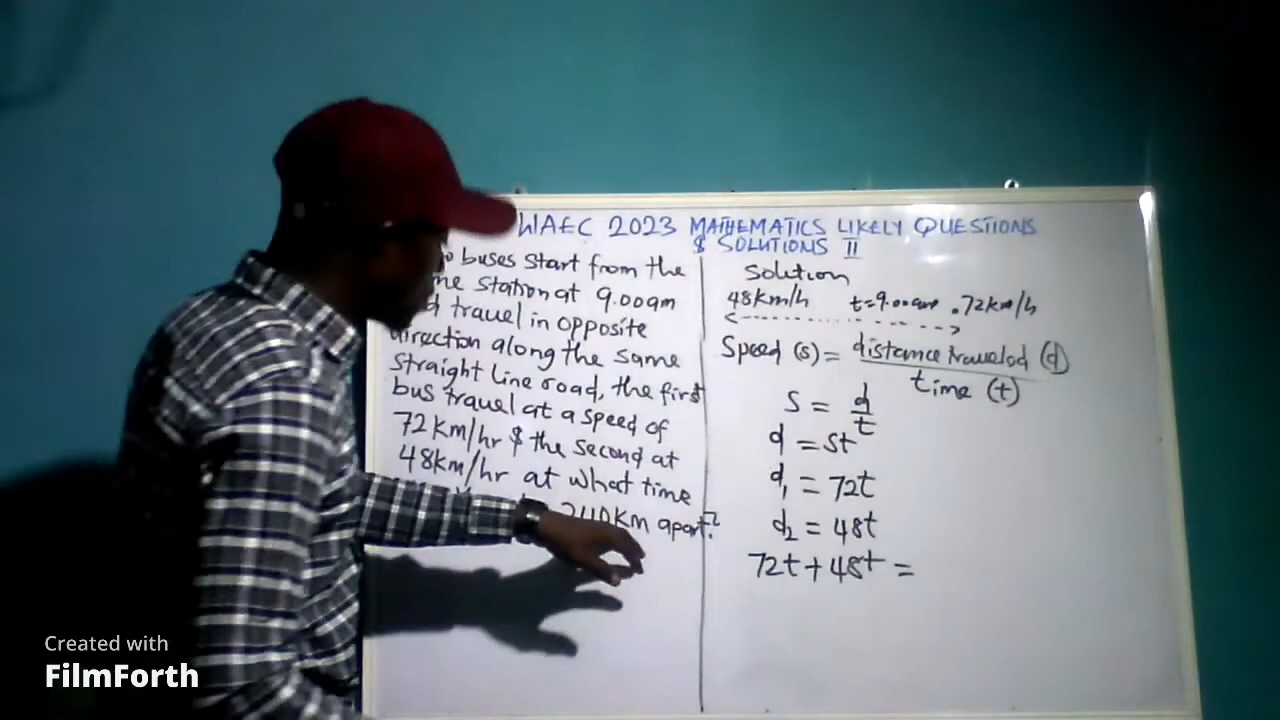 WAEC 2023 MATHEMATICS LIKELY QUESTIONS
& SOLUTIONS II
buses start from the
station at 9.00am
travel in opposite
direction along the same
straight line road, the first
bus travel at a speed of
72km/hr & the second at
48km/hr at what time
240km apart?
Solution
48km/h t=9.00am 72km/h
Speed (s) = distance traveled (d)
time (t)
S = d
t
d = st
d₁ = 72t
d₂ = 48t
72t + 48t =
Created with
FilmForth